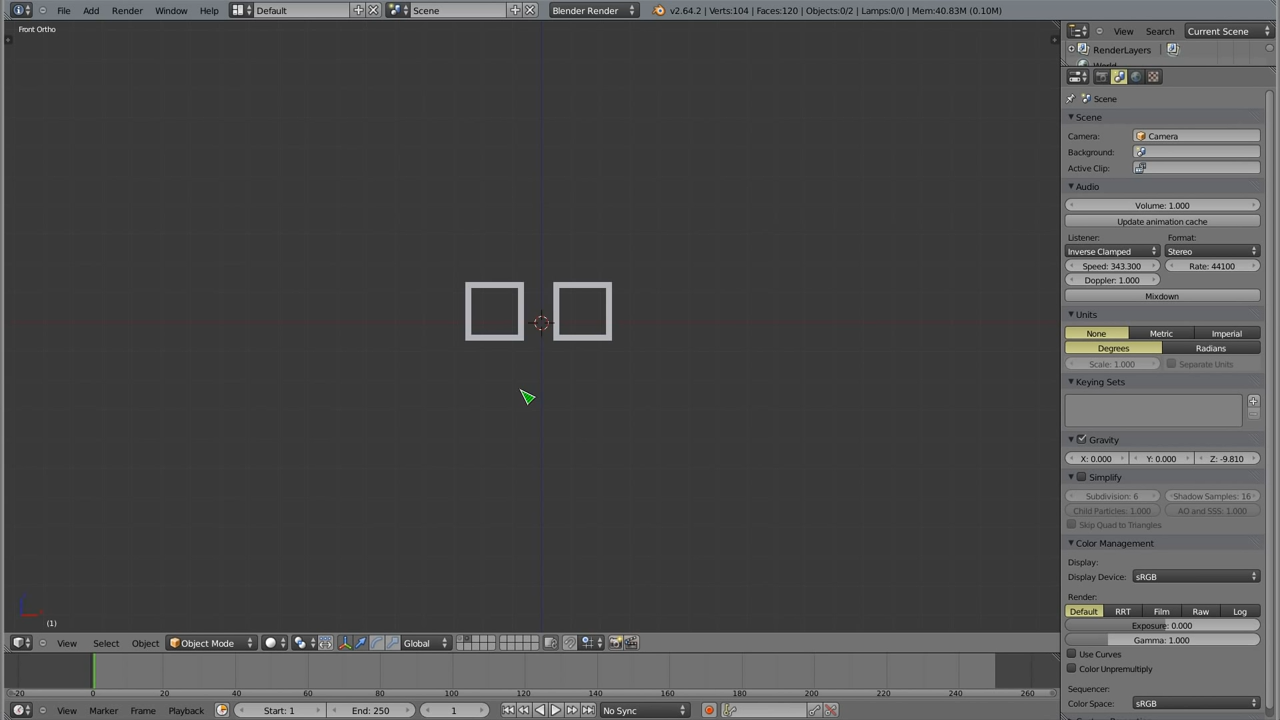 File Add Render Window Help Default Scene Blender Render v2.64.2 | Verts:104 | Faces:120 | Objects:0/2 | Lamps:0/0 | Mem:40.83M (0.10M)
Front Ortho
View Search Current Scene
RenderLayers
Scene
Scene
Camera: Camera
Background:
Active Clip:
Audio
Volume: 1.000
Update animation cache
Listener: Format:
Inverse Clamped Stereo
Speed: 343.300 Rate: 44100
Doppler: 1.000
Mixdown
Units
None Metric Imperial
Degrees Radians
Scale: 1.000 Separate Units
Keying Sets
Gravity
X: 0.000 Y: 0.000 Z: -9.810
Simplify
Subdivision: 6 Shadow Samples: 16
Child Particles: 1.000 AO and SSS: 1.000
Skip Quad to Triangles
Color Management
Display:
Display Device: sRGB
Render:
Default RRT Film Raw Log
Exposure: 0.000
Gamma: 1.000
Use Curves
Color Unpremultiply
Sequencer:
Color Space: sRGB
(1)
View Select Object Object Mode Global
-20 0 20 40 60 80 100 120 140 160 180 200 220 240 260
View Marker Frame Playback Start: 1 End: 250 1 No Sync